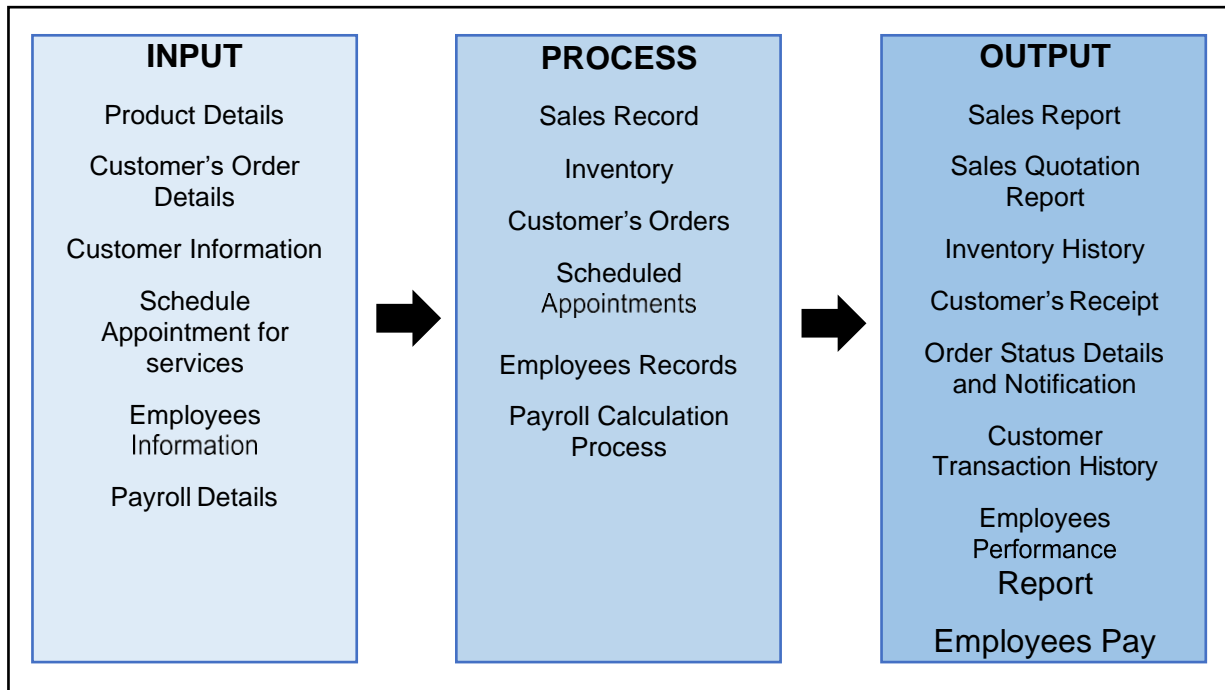 INPUT
Product Details
Customer’s Order
Details
Customer Information
Schedule
Appointment for
services
Employees
Information
Payroll Details
PROCESS
Sales Record
Inventory
Customer’s Orders
Scheduled
Appointments
Employees Records
Payroll Calculation
Process
OUTPUT
Sales Report
Sales Quotation
Report
Inventory History
Customer’s Receipt
Order Status Details
and Notification
Customer
Transaction History
Employees
Performance
Report
Employees Pay